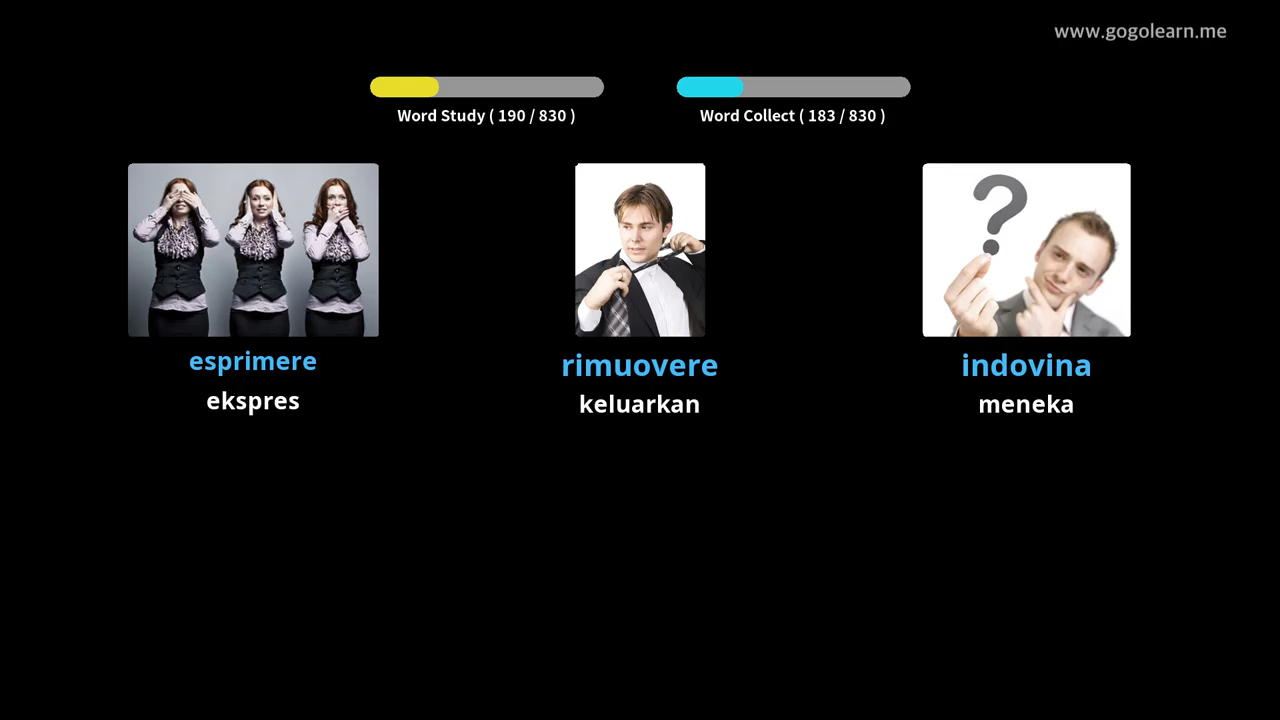 www.gogolearn.me
Word Study ( 190 / 830 )
Word Collect ( 183 / 830 )
esprimere
ekspres
rimuovere
keluarkan
indovina
meneka